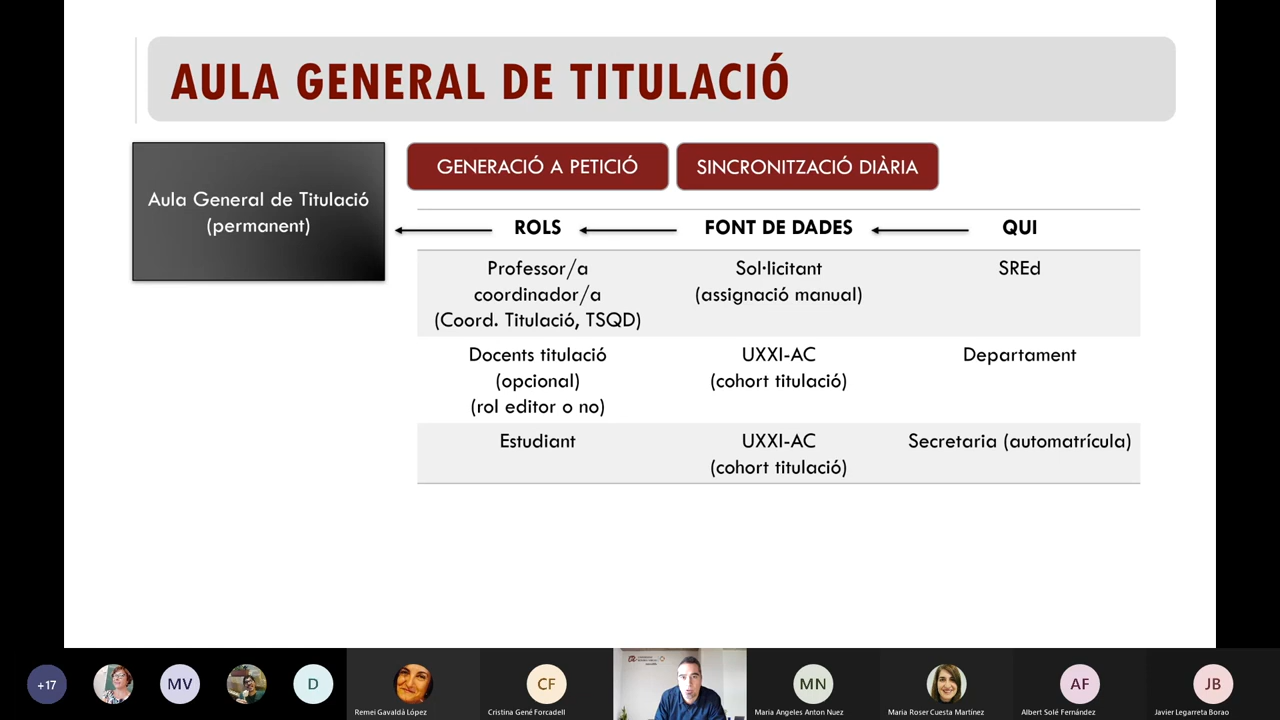 AULA GENERAL DE TITULACIÓ
Aula General de Titulació
(permanent)
GENERACIÓ A PETICIÓ
SINCRONITZACIÓ DIÀRIA
ROLS
FONT DE DADES
QUI
Professor/a
coordinador/a
(Coord. Titulació, TSQD)
Sol·licitant
(assignació manual)
SREd
Docents titulació
(opcional)
(rol editor o no)
UXXI-AC
(cohort titulació)
Departament
Estudiant
UXXI-AC
(cohort titulació)
Secretaria (automatrícula)
+17
MV
D
Remei Gavaldà López
CF
Cristina Gené Forcadell
MN
Maria Angeles Anton Nuez
Maria Roser Cuesta Martínez
AF
Albert Solé Fernández
JB
Javier Legarreta Borao